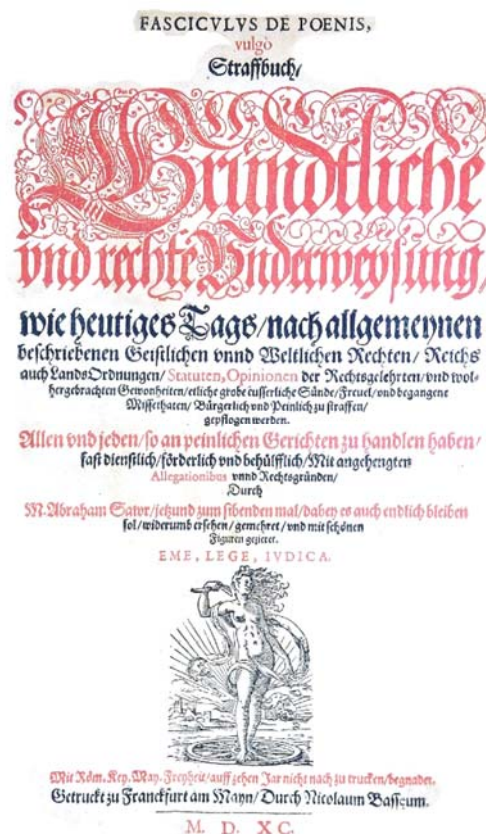 FASCICVLVS DE POENIS,
vulgò
Straffbuch/
Gründtliche
vnd rechte Vnderweysung/
wie heutiges Tags/nach allgemeynen
beschriebenen Geistlichen vnnd Weltlichen Rechten/ Reichs
auch LandsOrdnungen/ Statuten, Opinionen der Rechtsgelehrten/vnd wol-
hergebrachten Gewonheiten/etliche grobe eusserliche Sünde/Freuel/vnd begangene
Missethaten/ Bürgerlich vnd Peinlich zu straffen/
gepflogen werden.
Allen vnd jeden/so an peinlichen Gerichten zu handlen haben/
fast dienstlich/förderlich vnd behülfflich/Mit angehengten
Allegationibus vnnd Rechtsgründen/
Durch
M. Abraham Sawr/jetzund zum sibenden mal/dabey es auch endlich bleiben
sol/widerumb ersehen/gemehret/vnd mit schönen
Figuren gezieret.
EME, LEGE, IVDICA.
Mit Röm. Key. May. Freyheit/auff zehen Jar nicht nach zu trucken/begnadet.
Getruckt zu Franckfurt am Mayn/Durch Nicolaum Bassæum.
M. D. XC.